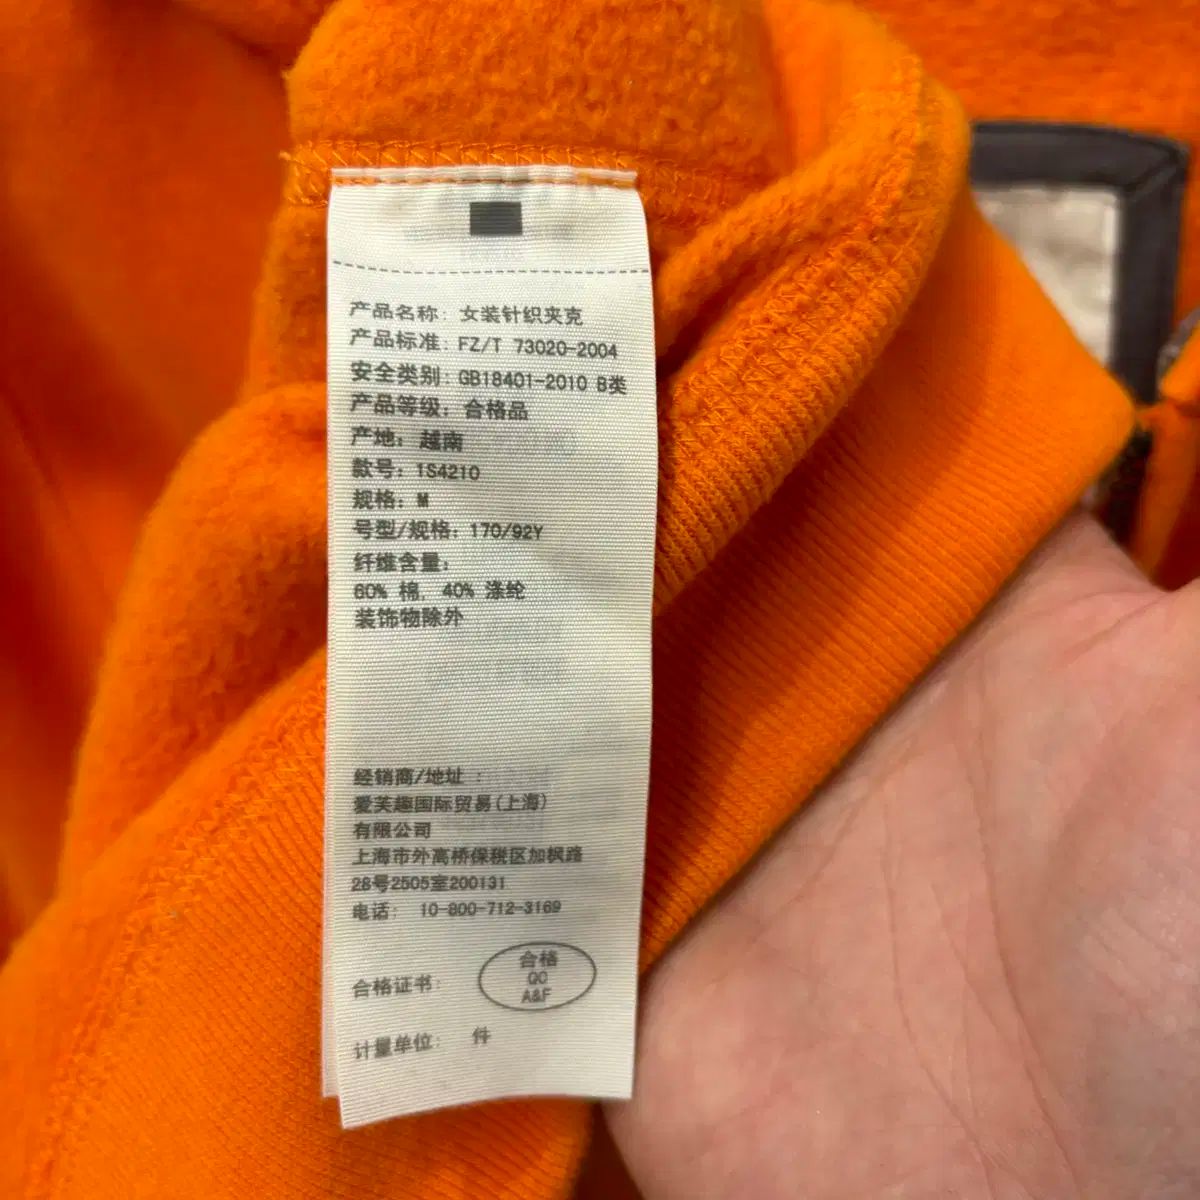 产品名称: 女装针织夹克
产品标准: FZ/T 73020-2004
安全类别: GB18401-2010 B类
产品等级: 合格品
产地: 越南
款号: 1S4210
规格: M
号型/规格: 170/92Y
纤维含量:
60% 棉, 40% 涤纶
装饰物除外
经销商/地址 :
爱芙趣国际贸易(上海)
有限公司
上海市外高桥保税区加枫路
28号2505室200131
电话: 10-800-712-3169
合格证书:
合格
QC
A&F
计量单位: 件